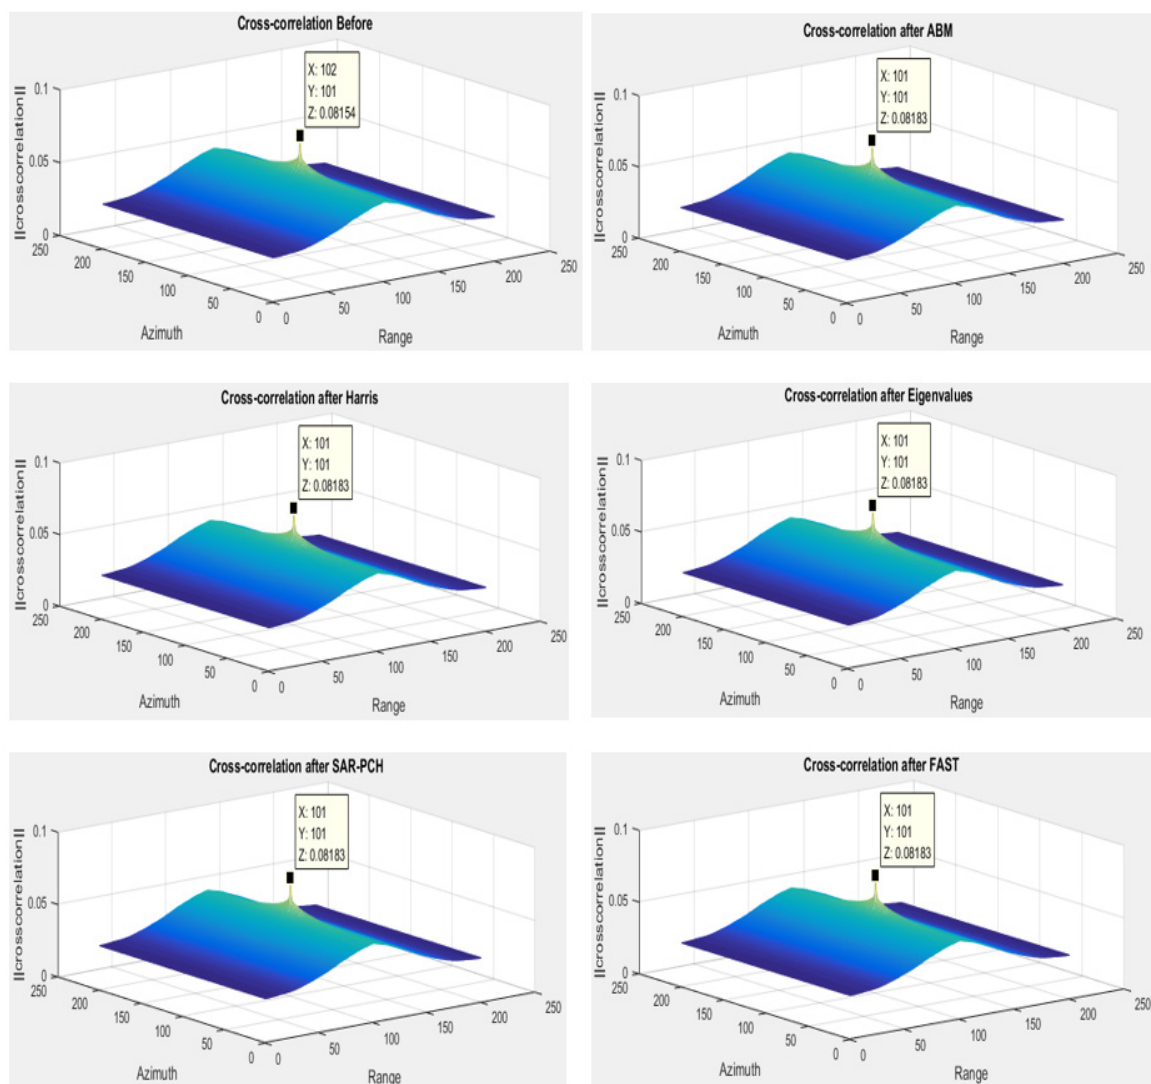 Cross-correlation Before
X: 102
Y: 101
Z: 0.08154
0.1
0.05
0
||crosscorrelation||
250
200
150
100
50
0
Azimuth
0
50
100
150
200
250
Range
Cross-correlation after ABM
X: 101
Y: 101
Z: 0.08183
0.1
0.05
0
||crosscorrelation||
250
200
150
100
50
0
Azimuth
0
50
100
150
200
250
Range
Cross-correlation after Harris
X: 101
Y: 101
Z: 0.08183
0.1
0.05
0
||crosscorrelation||
250
200
150
100
50
0
Azimuth
0
50
100
150
200
250
Range
Cross-correlation after Eigenvalues
X: 101
Y: 101
Z: 0.08183
0.1
0.05
0
||crosscorrelation||
250
200
150
100
50
0
Azimuth
0
50
100
150
200
250
Range
Cross-correlation after SAR-PCH
X: 101
Y: 101
Z: 0.08183
0.1
0.05
0
||crosscorrelation||
250
200
150
100
50
0
Azimuth
0
50
100
150
200
250
Range
Cross-correlation after FAST
X: 101
Y: 101
Z: 0.08183
0.1
0.05
0
||crosscorrelation||
250
200
150
100
50
0
Azimuth
0
50
100
150
200
250
Range